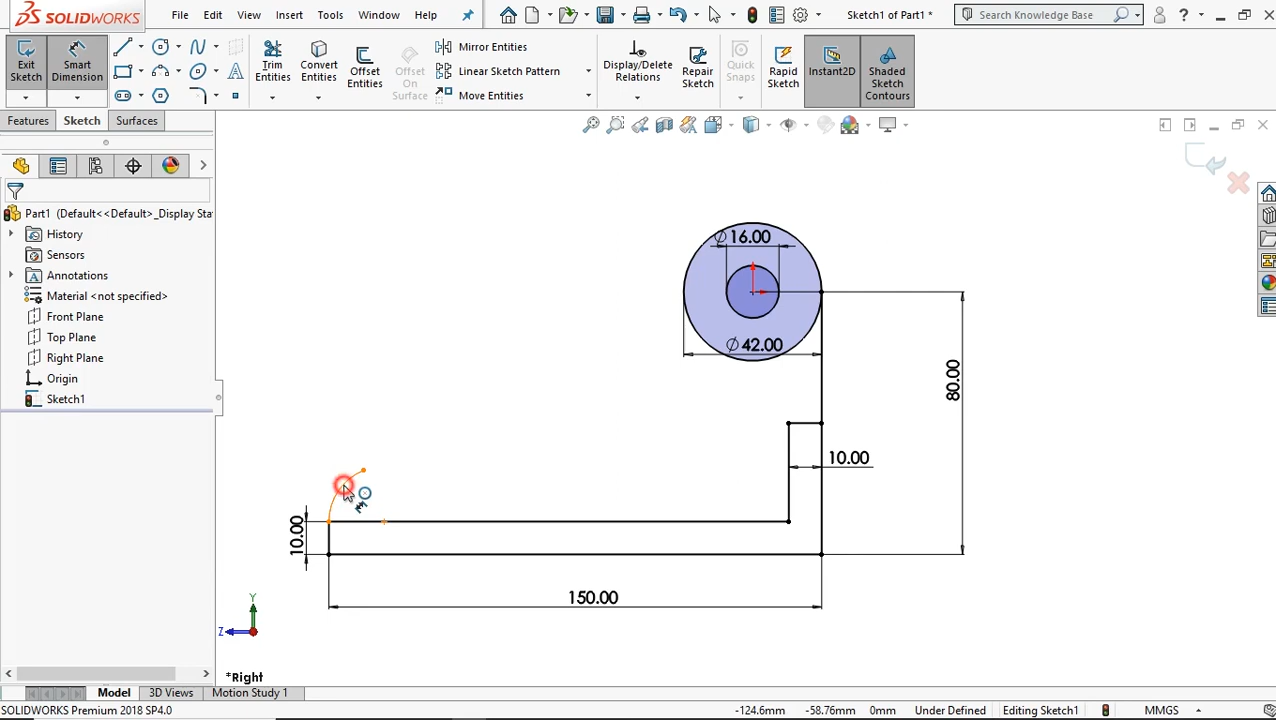 SOLIDWORKS
File Edit View Insert Tools Window Help
Sketch1 of Part1 *
Search Knowledge Base
Exit Sketch
Smart Dimension
Trim Entities
Convert Entities
Offset Entities
Offset On Surface
Mirror Entities
Linear Sketch Pattern
Move Entities
Display/Delete Relations
Repair Sketch
Quick Snaps
Rapid Sketch
Instant2D
Shaded Sketch Contours
Features Sketch Surfaces
Part1 (Default<<Default>_Display Sta
History
Sensors
Annotations
Material <not specified>
Front Plane
Top Plane
Right Plane
Origin
Sketch1
∅16.00
∅42.00
80.00
10.00
10.00
150.00
Y
Z
*Right
Model 3D Views Motion Study 1
SOLIDWORKS Premium 2018 SP4.0
-124.6mm -58.76mm 0mm Under Defined Editing Sketch1 MMGS